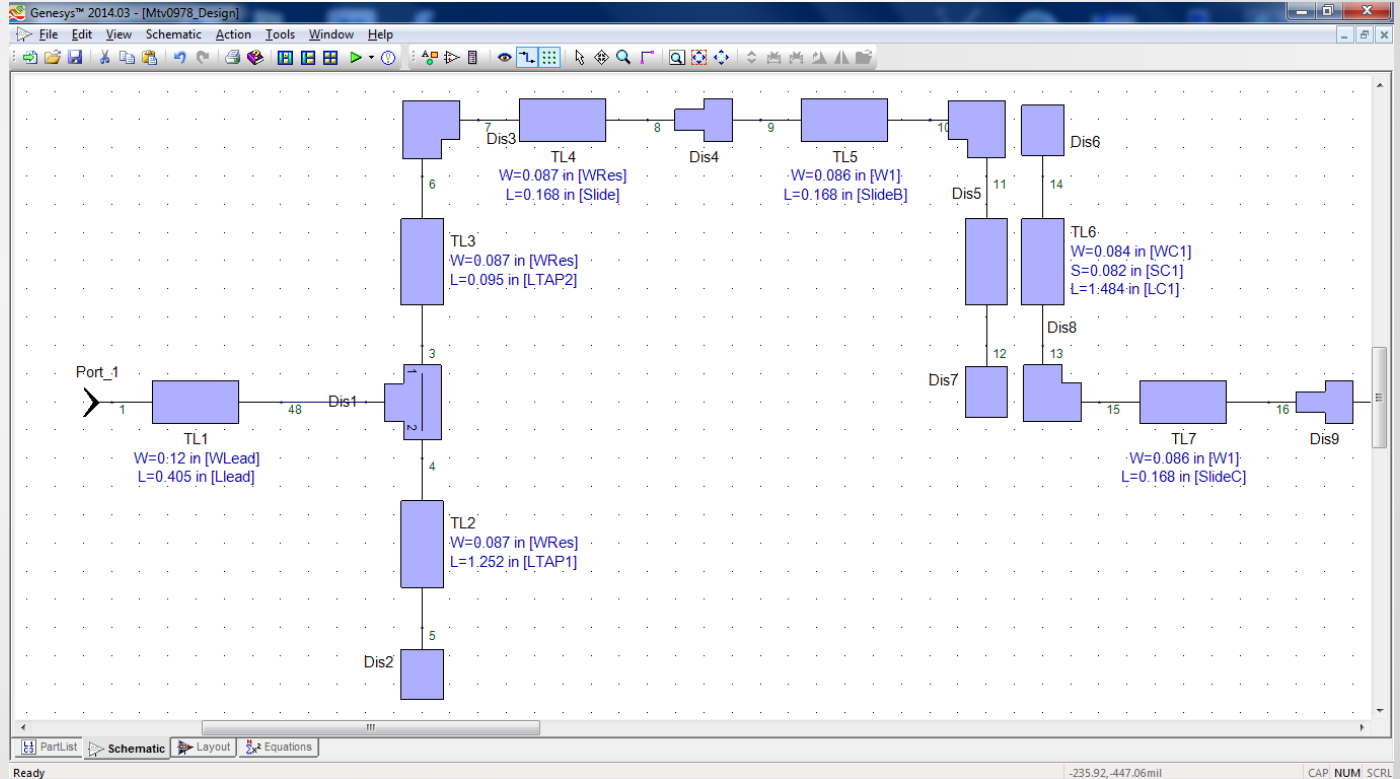 Genesys™ 2014.03 - [Mtv0978_Design]
File Edit View Schematic Action Tools Window Help
7
Dis3
8
Dis4
9
10
Dis6
TL4
W=0.087 in [WRes]
L=0.168 in [Slide]
TL5
W=0.086 in [W1]
L=0.168 in [SlideB]
6
11
14
Dis5
TL3
W=0.087 in [WRes]
L=0.095 in [LTAP2]
TL6
W=0.084 in [WC1]
S=0.082 in [SC1]
L=1.484 in [LC1]
Dis8
3
12
13
Port_1
1
48
Dis1
1
2
Dis7
15
16
TL1
W=0.12 in [WLead]
L=0.405 in [Llead]
TL7
W=0.086 in [W1]
L=0.168 in [SlideC]
Dis9
4
TL2
W=0.087 in [WRes]
L=1.252 in [LTAP1]
5
Dis2
PartList Schematic Layout Equations
Ready -235.92,-447.06mil CAP NUM SCRL